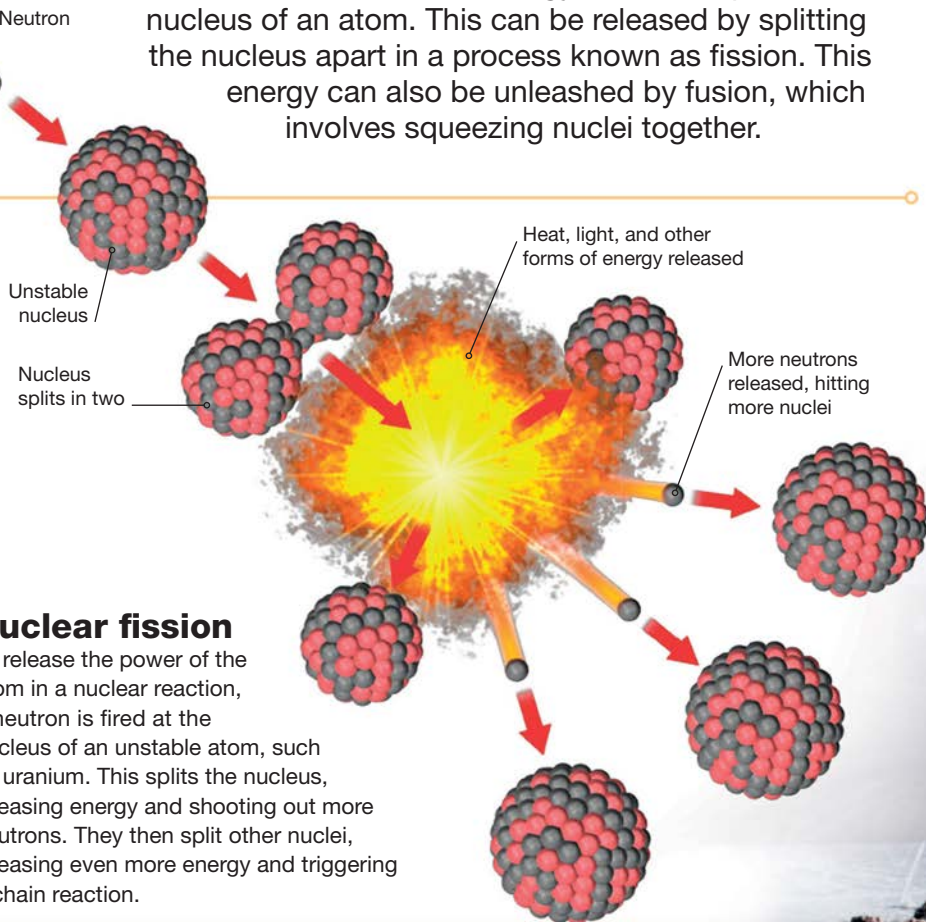 Neutron
nucleus of an atom. This can be released by splitting
the nucleus apart in a process known as fission. This
energy can also be unleashed by fusion, which
involves squeezing nuclei together.
Heat, light, and other
forms of energy released
Unstable
nucleus
Nucleus
splits in two
More neutrons
released, hitting
more nuclei
uclear fission
release the power of the
om in a nuclear reaction,
neutron is fired at the
cleus of an unstable atom, such
uranium. This splits the nucleus,
easing energy and shooting out more
utrons. They then split other nuclei,
easing even more energy and triggering
chain reaction.